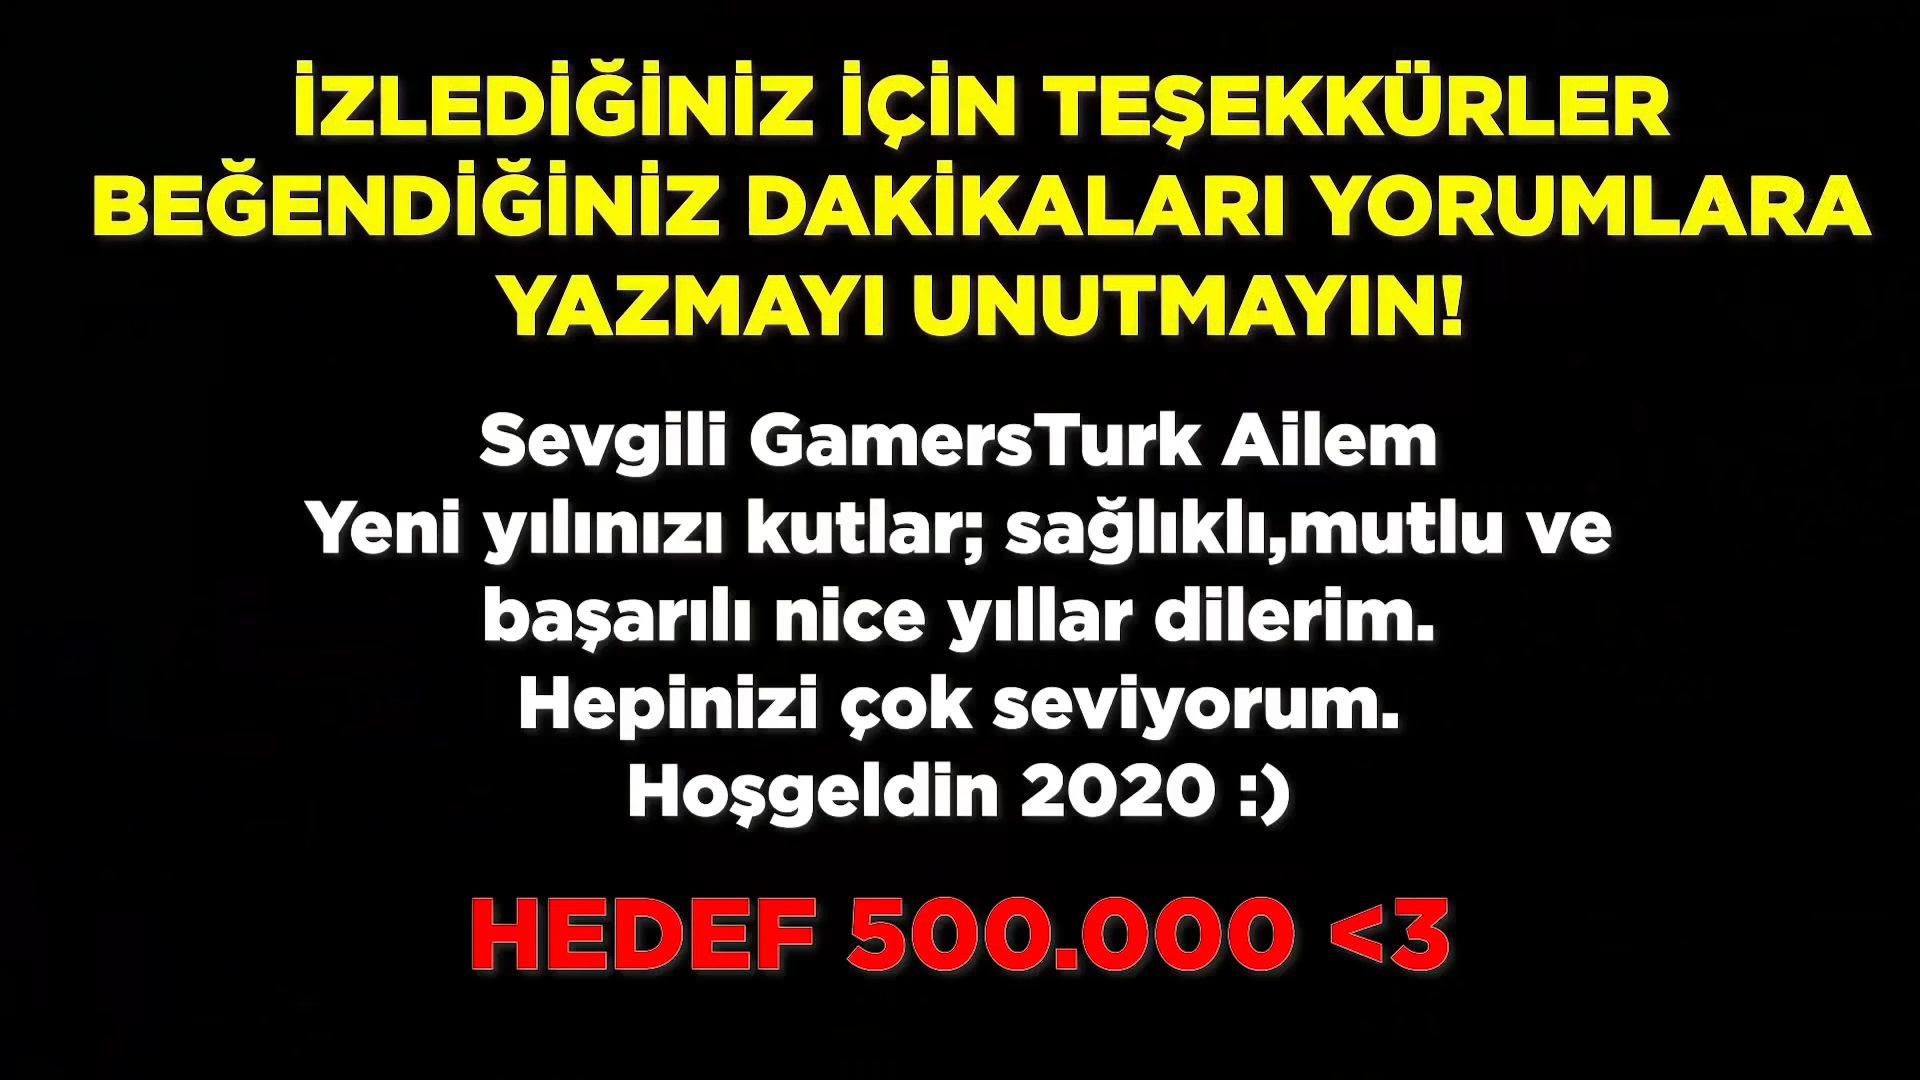 İZLEDİĞİNİZ İÇİN TEŞEKKÜRLER
BEĞENDİĞİNİZ DAKİKALARI YORUMLARA
YAZMAYI UNUTMAYIN!
Sevgili GamersTurk Ailem
Yeni yılınızı kutlar; sağlıklı,mutlu ve
başarılı nice yıllar dilerim.
Hepinizi çok seviyorum.
Hoşgeldin 2020 :)
HEDEF 500.000 <3